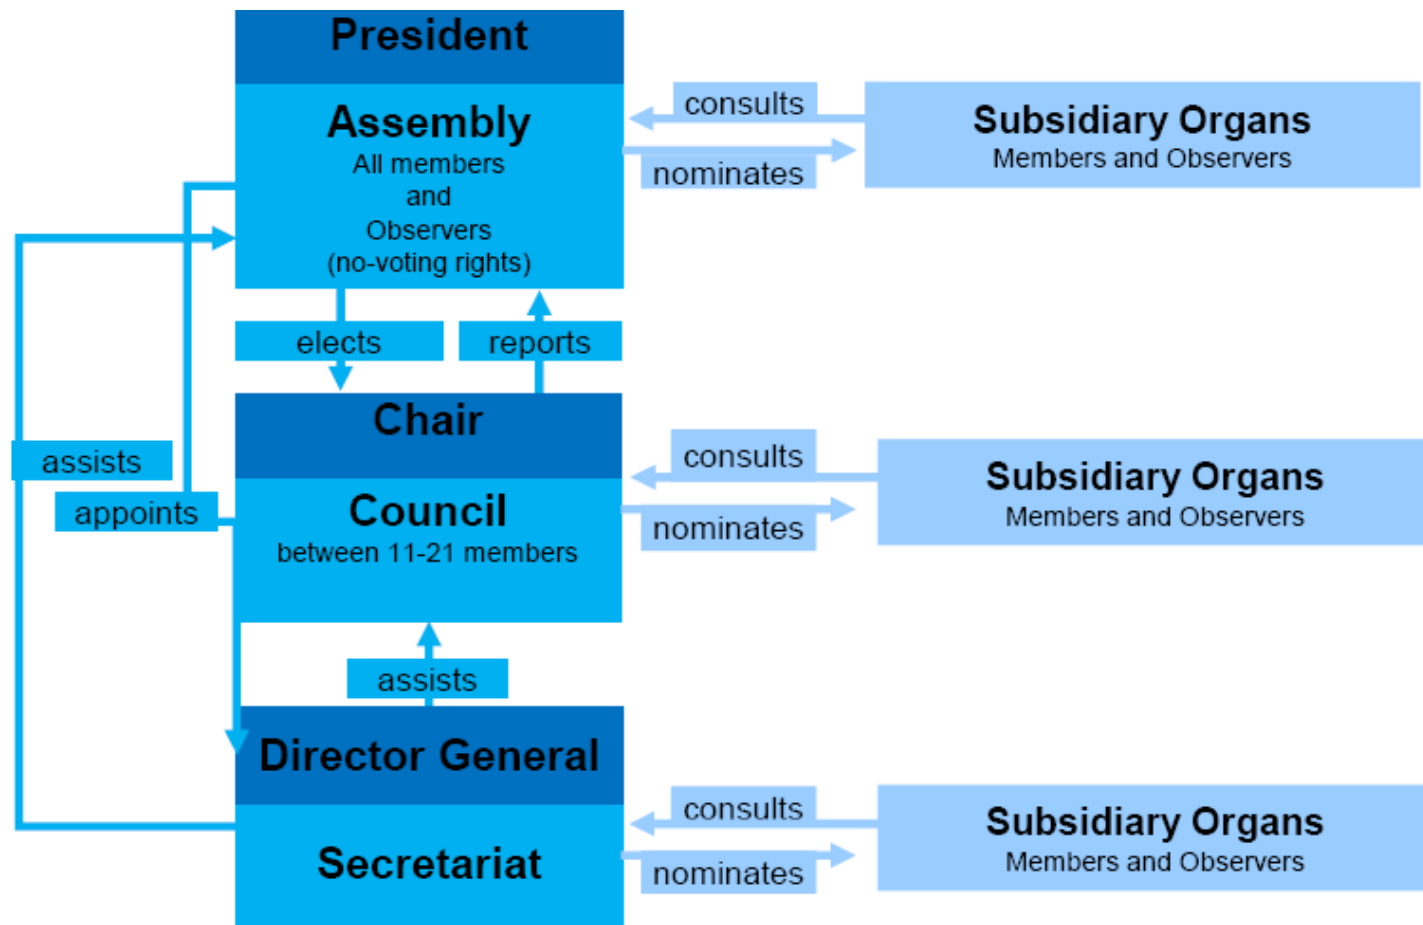 President
Assembly
All members
and
Observers
(no-voting rights)
consults
nominates
Subsidiary Organs
Members and Observers
elects
reports
Chair
Council
between 11-21 members
assists
appoints
consults
nominates
Subsidiary Organs
Members and Observers
assists
Director General
Secretariat
consults
nominates
Subsidiary Organs
Members and Observers